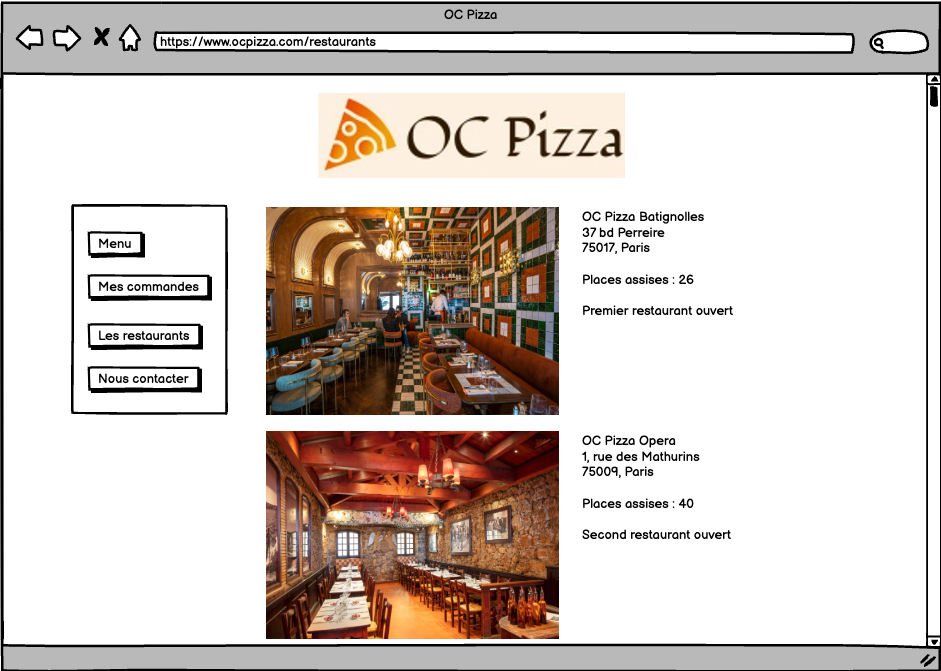 OC Pizza
https://www.ocpizza.com/restaurants
OC Pizza
Menu
Mes commandes
Les restaurants
Nous contacter
OC Pizza Batignolles
37 bd Perreire
75017, Paris
Places assises : 26
Premier restaurant ouvert
OC Pizza Opera
1, rue des Mathurins
75009, Paris
Places assises : 40
Second restaurant ouvert